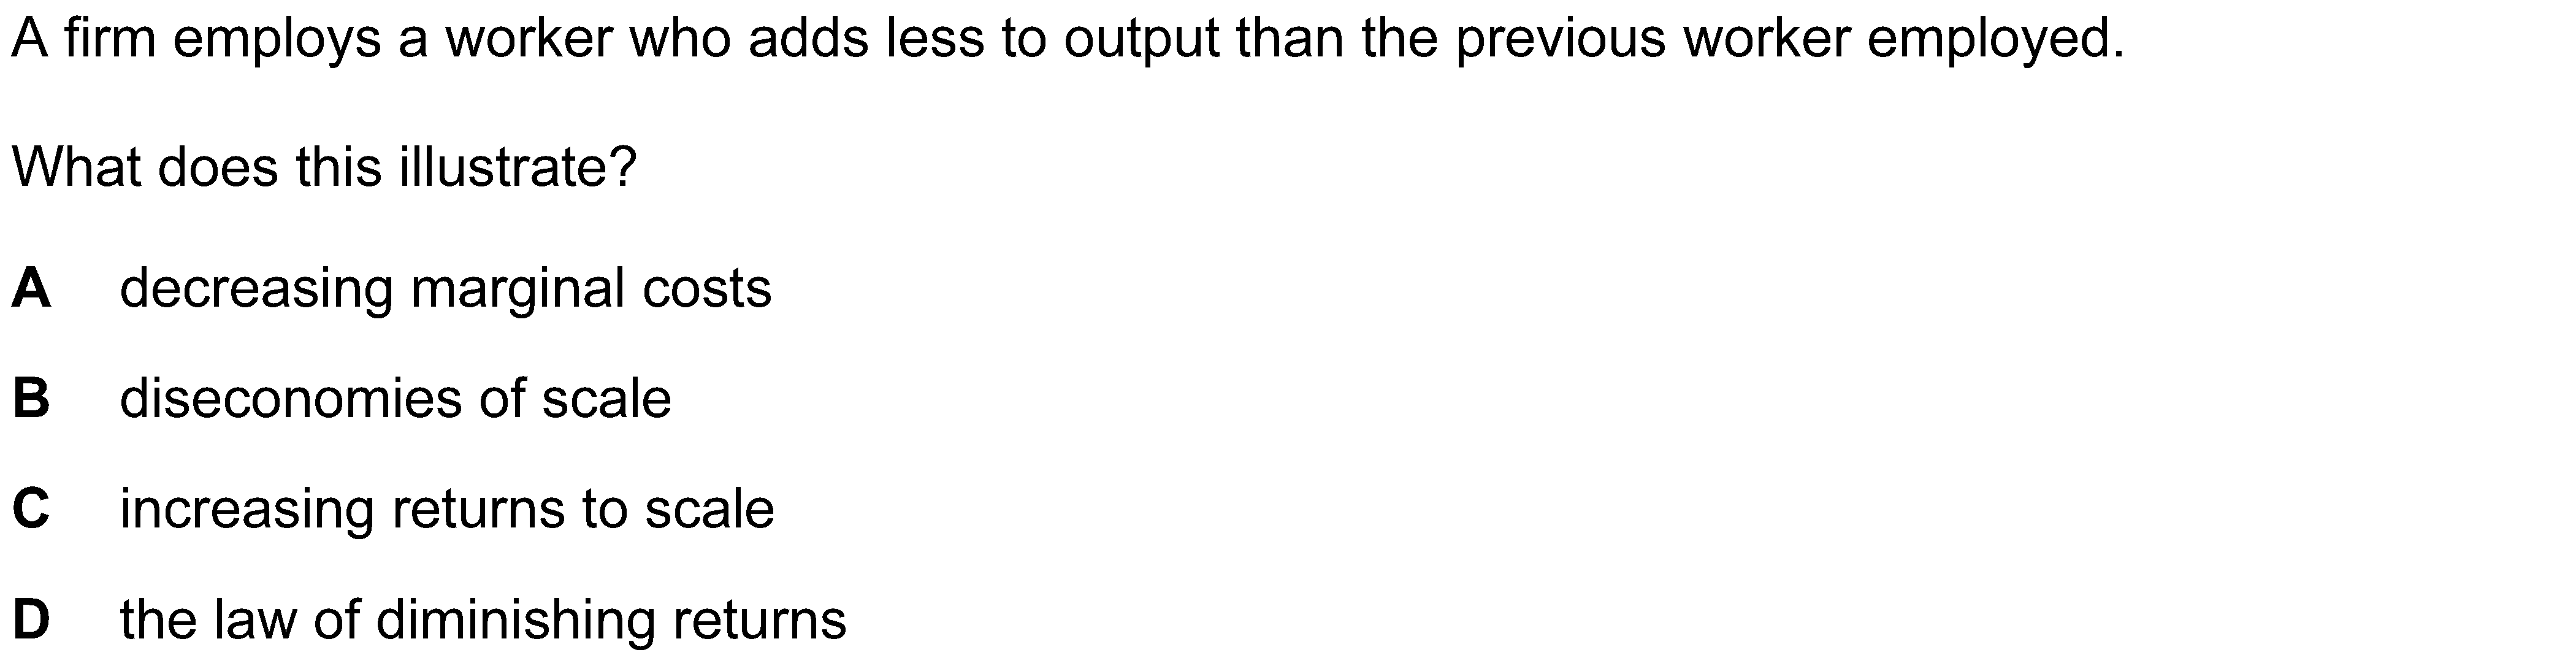 A firm employs a worker who adds less to output than the previous worker employed.
What does this illustrate?
A decreasing marginal costs
B diseconomies of scale
C increasing returns to scale
D the law of diminishing returns